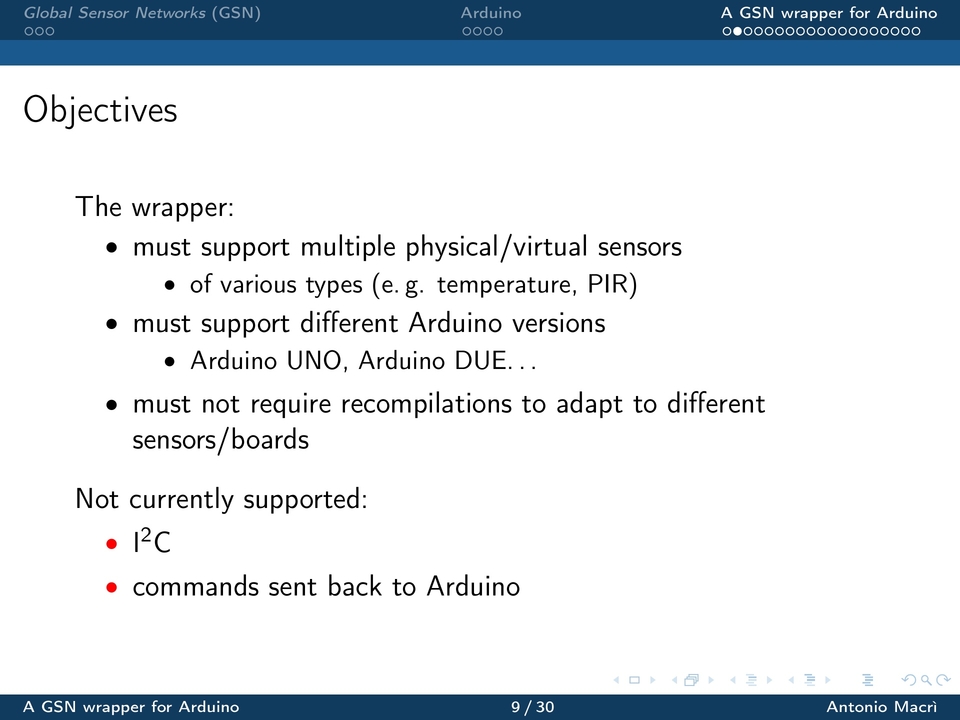 Global Sensor Networks (GSN) Arduino A GSN wrapper for Arduino
Objectives
The wrapper:
• must support multiple physical/virtual sensors
• of various types (e. g. temperature, PIR)
• must support different Arduino versions
• Arduino UNO, Arduino DUE. . .
• must not require recompilations to adapt to different
sensors/boards
Not currently supported:
• I²C
• commands sent back to Arduino
A GSN wrapper for Arduino 9 / 30 Antonio Macrì